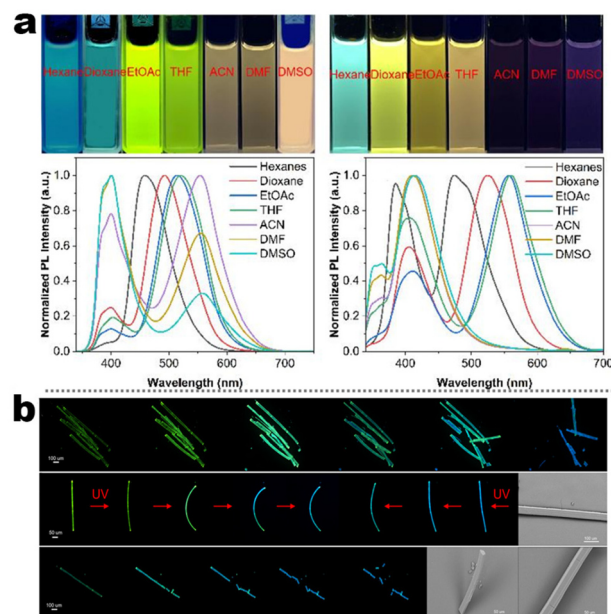 a
Hexane Dioxane EtOAc THF ACN DMF DMSO
Hexane Dioxane EtOAc THF ACN DMF DMSO
Normalized PL Intensity (a.u.)
1.0
0.8
0.6
0.4
0.2
0.0
Hexanes
Dioxane
EtOAc
THF
ACN
DMF
DMSO
400 500 600 700
Wavelength (nm)
Normalized PL Intensity (a.u.)
1.0
0.8
0.6
0.4
0.2
0.0
Hexanes
Dioxane
EtOAc
THF
ACN
DMF
DMSO
400 500 600 700
Wavelength (nm)
b
100 um
UV UV
50 um
100 um